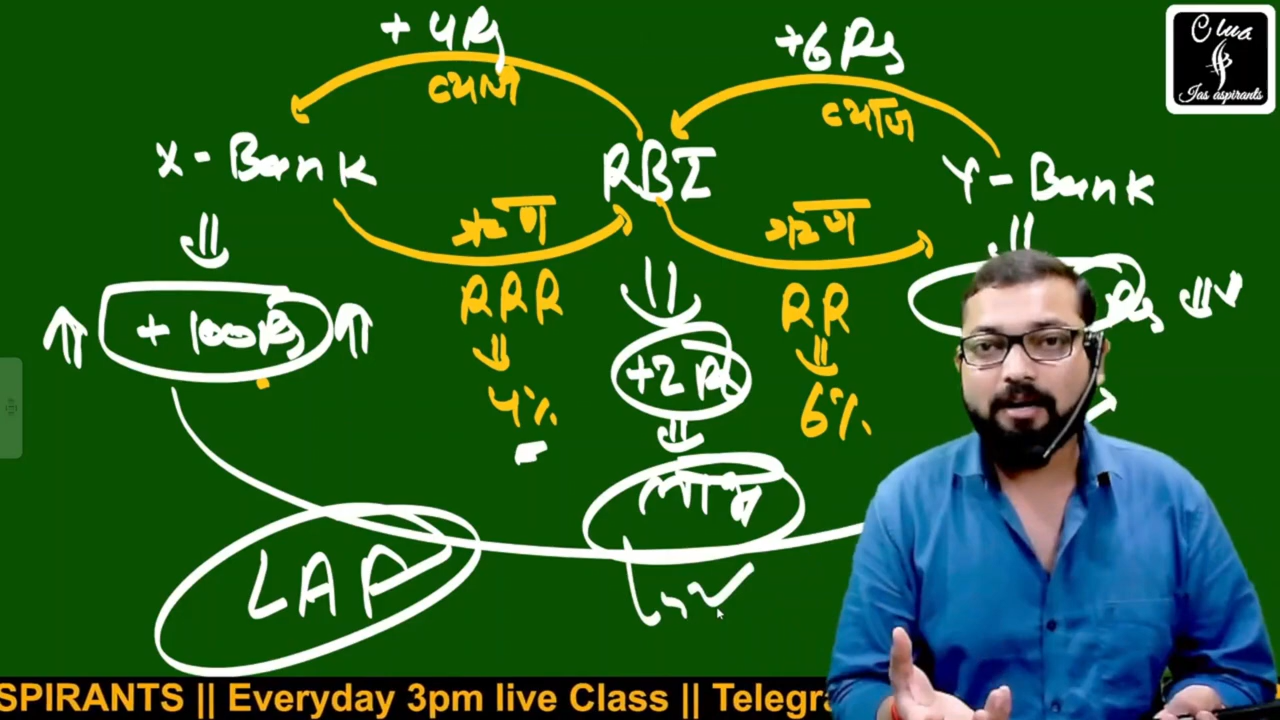 + 4 Rs
+6 Rs
Clua
Ias aspirants
ब्याज
ब्याज
X - Bank
RBI
Y - Bank
ऋण
ऋण
+ 100 Rs
RRR
RR
Rs
+2 Rs
4%
6%
लाभ
LAF
SPIRANTS || Everyday 3pm live Class || Telegra